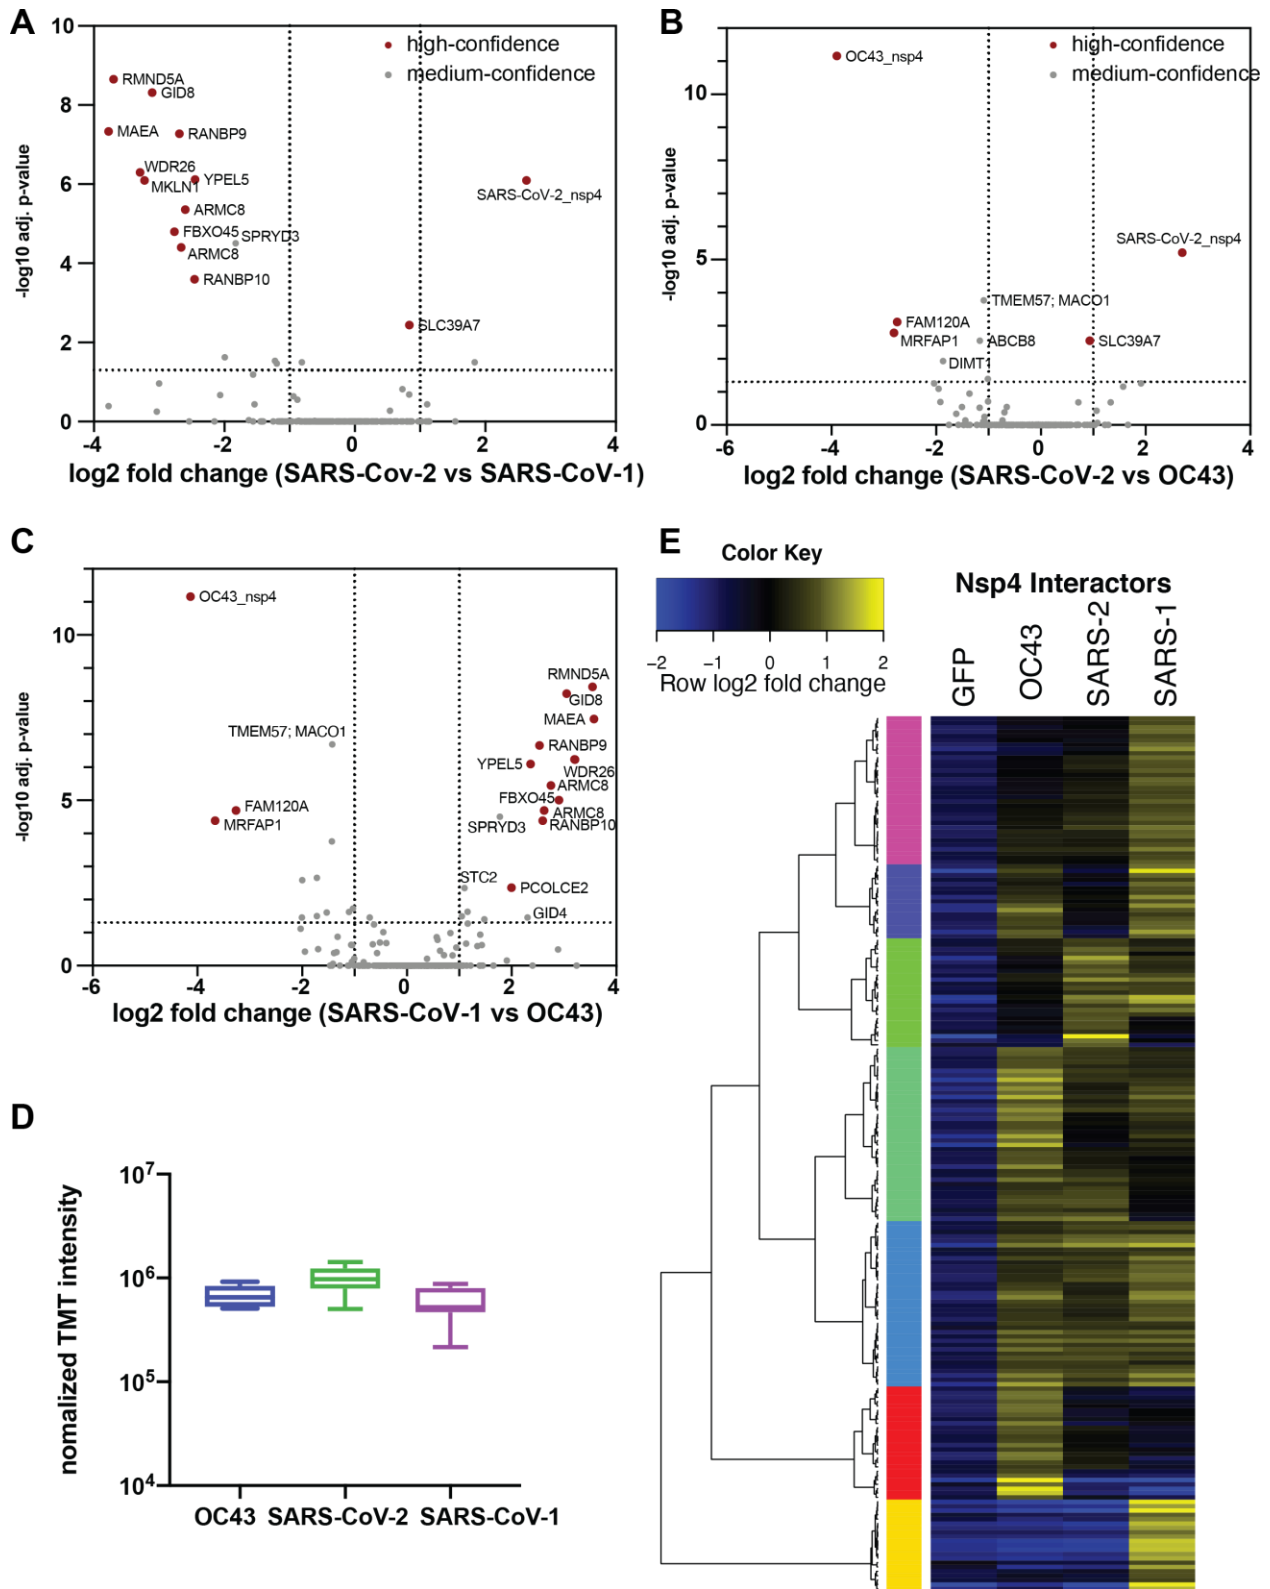 A
10
8
6
4
2
0
-4
-2
0
2
4
-log10 adj. p-value
log2 fold change (SARS-Cov-2 vs SARS-CoV-1)
high-confidence
medium-confidence
RMND5A
GID8
MAEA
RANBP9
WDR26
MKLN1
YPEL5
ARMC8
FBXO45
SPRYD3
ARMC8
RANBP10
SARS-CoV-2_nsp4
SLC39A7
B
10
5
0
-6
-4
-2
0
2
4
-log10 adj. p-value
log2 fold change (SARS-CoV-2 vs OC43)
high-confidence
medium-confidence
OC43_nsp4
SARS-CoV-2_nsp4
TMEM57; MACO1
FAM120A
MRFAP1
ABCB8
SLC39A7
DIMT1
C
10
5
0
-6
-4
-2
0
2
4
-log10 adj. p-value
log2 fold change (SARS-CoV-1 vs OC43)
OC43_nsp4
RMND5A
GID8
MAEA
TMEM57; MACO1
RANBP9
YPEL5
WDR26
ARMC8
FBXO45
FAM120A
ARMC8
MRFAP1
SPRYD3
RANBP10
STC2
PCOLCE2
GID4
D
10⁷
10⁶
10⁵
10⁴
nomalized TMT intensity
OC43 SARS-CoV-2 SARS-CoV-1
E
Color Key
−2 −1 0 1 2
Row log2 fold change
Nsp4 Interactors
GFP
OC43
SARS-2
SARS-1